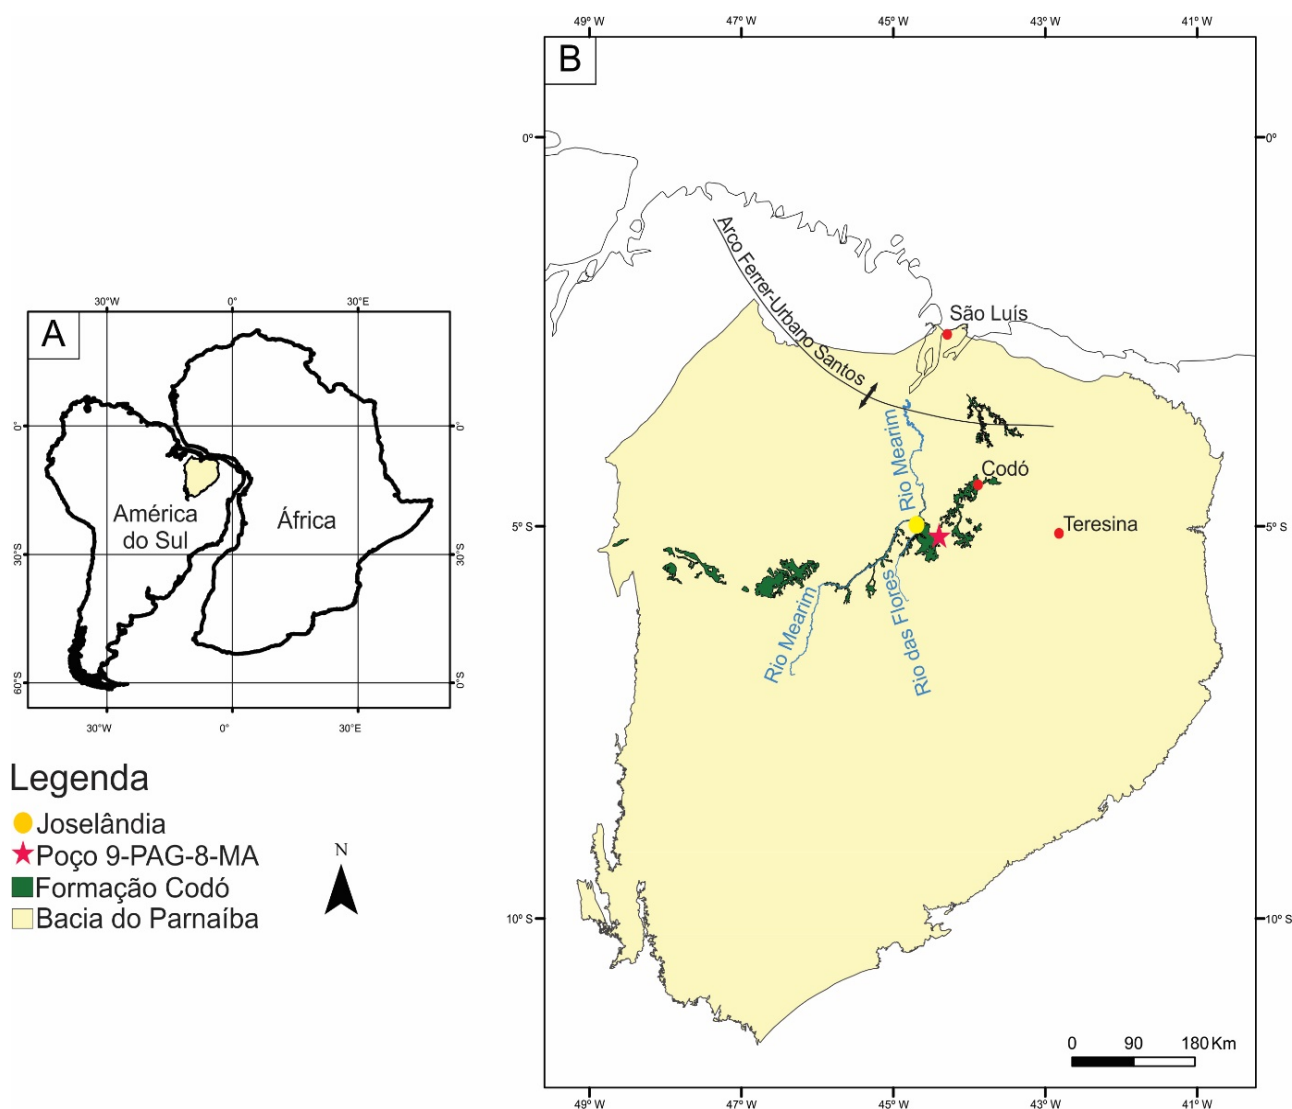 A
30°W
0°
30°E
0°
0°
América
do Sul
África
30°S
30°S
60°S
0°S
30°W
0°
30°E
Legenda
Joselândia
Poço 9-PAG-8-MA
Formação Codó
Bacia do Parnaíba
N
B
49° W
47° W
45° W
43° W
41° W
0°
0°
Arco Ferrer-Urbano Santos
São Luís
Rio Mearim
Codó
5° S
5° S
Teresina
Rio Mearim
Rio das Flores
10° S
10° S
0
90
180 Km
49° W
47° W
45° W
43° W
41° W